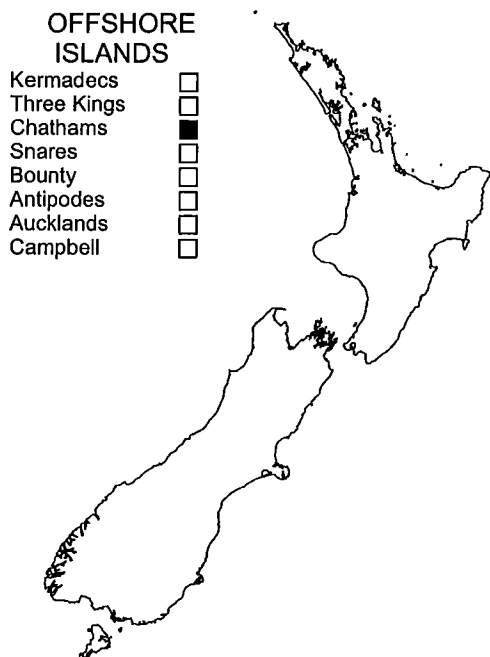 OFFSHORE
ISLANDS
Kermadecs
Three Kings
Chathams
Snares
Bounty
Antipodes
Aucklands
Campbell